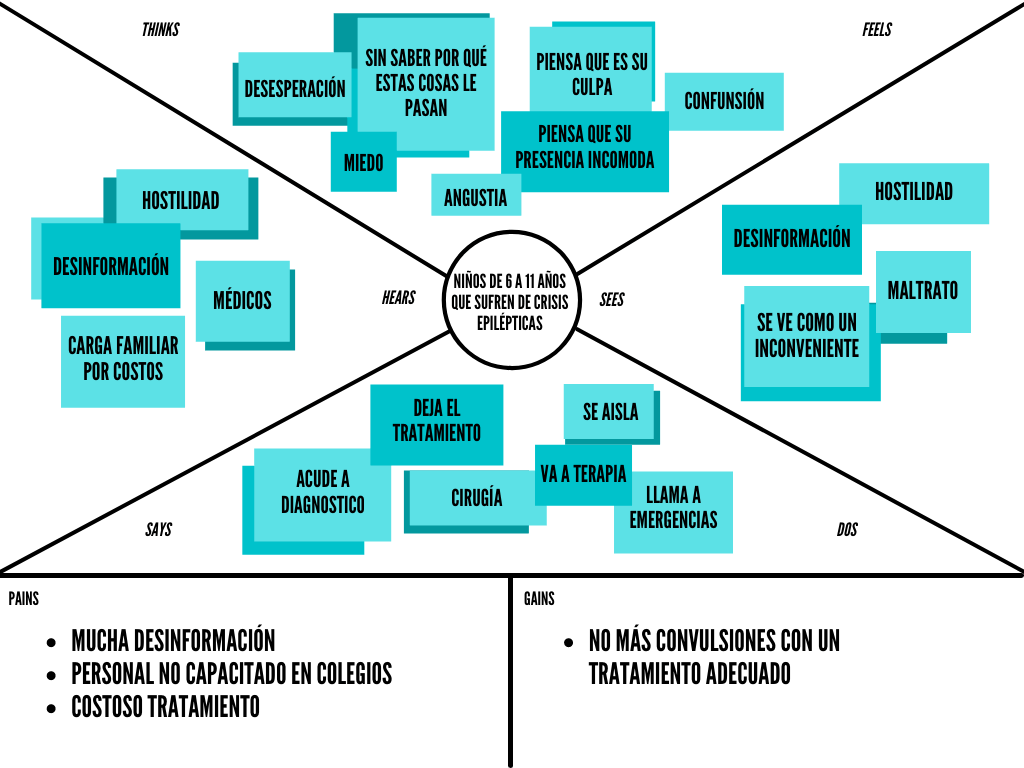 THINKS
FEELS
DESESPERACIÓN
SIN SABER POR QUÉ
ESTAS COSAS LE
PASAN
MIEDO
PIENSA QUE ES SU
CULPA
CONFUNSIÓN
PIENSA QUE SU
PRESENCIA INCOMODA
ANGUSTIA
HOSTILIDAD
DESINFORMACIÓN
MÉDICOS
CARGA FAMILIAR
POR COSTOS
HEARS
NIÑOS DE 6 A 11 AÑOS
QUE SUFREN DE CRISIS
EPILÉPTICAS
SEES
HOSTILIDAD
DESINFORMACIÓN
MALTRATO
SE VE COMO UN
INCONVENIENTE
DEJA EL
TRATAMIENTO
SE AISLA
ACUDE A
DIAGNOSTICO
CIRUGÍA
VA A TERAPIA
LLAMA A
EMERGENCIAS
SAYS
DOS
PAINS
• MUCHA DESINFORMACIÓN
• PERSONAL NO CAPACITADO EN COLEGIOS
• COSTOSO TRATAMIENTO
GAINS
• NO MÁS CONVULSIONES CON UN
TRATAMIENTO ADECUADO